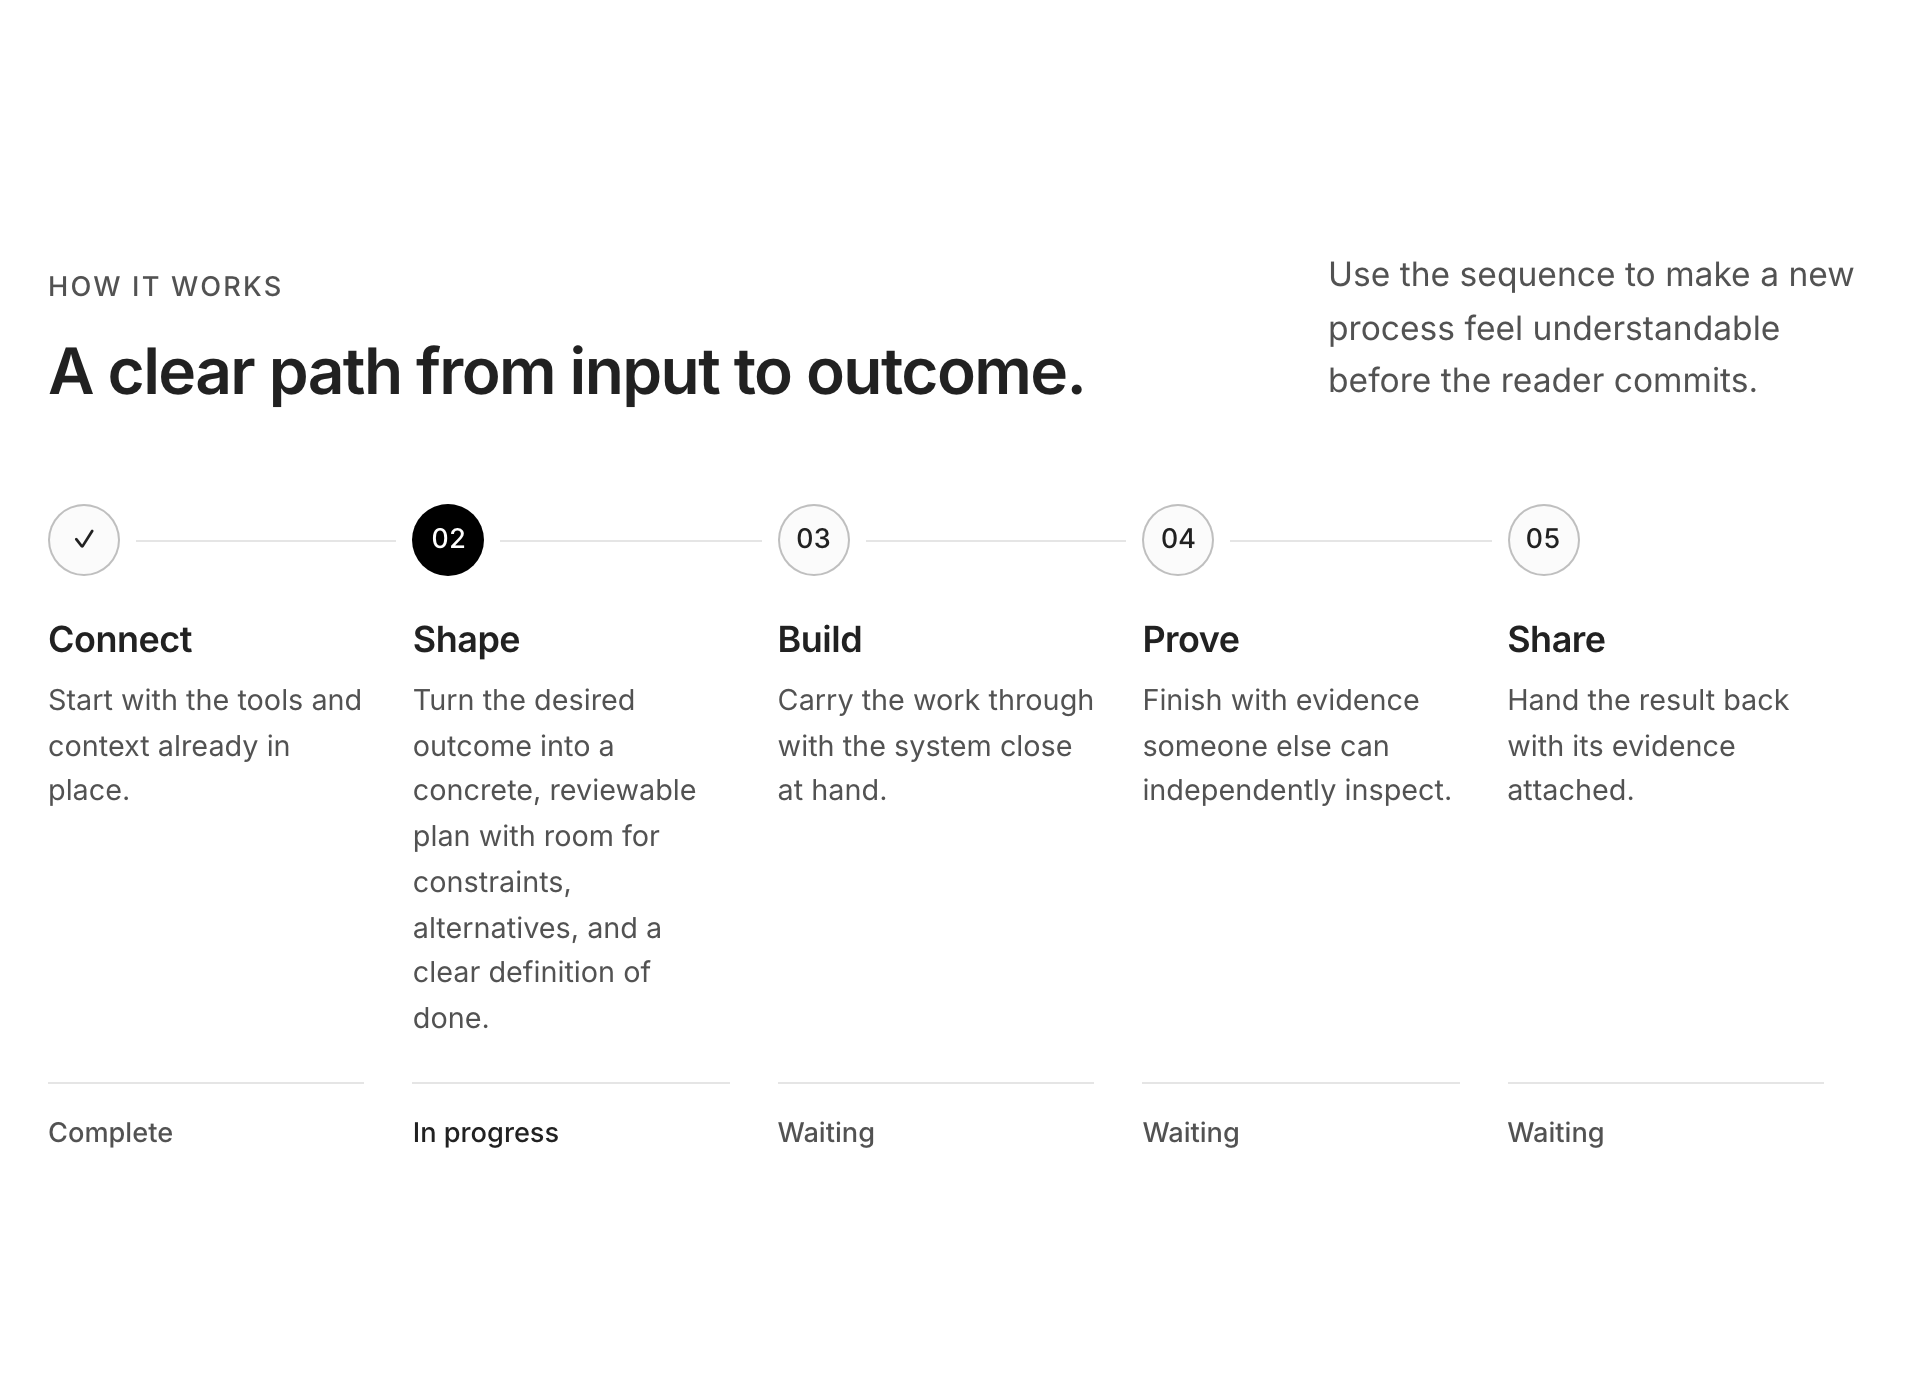 HOW IT WORKS
A clear path from input to outcome.
Use the sequence to make a new
process feel understandable
before the reader commits.
✓
Connect
Start with the tools and
context already in
place.
Complete
02
Shape
Turn the desired
outcome into a
concrete, reviewable
plan with room for
constraints,
alternatives, and a
clear definition of
done.
In progress
03
Build
Carry the work through
with the system close
at hand.
Waiting
04
Prove
Finish with evidence
someone else can
independently inspect.
Waiting
05
Share
Hand the result back
with its evidence
attached.
Waiting